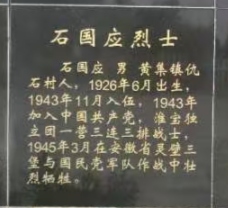 石国应烈士
石国应 男 黄集镇仇
石村人，1926年6月出生，
1943年11月入伍，1943年
加入中国共产党，淮宝独
立团一营三连三排战士，
1945年3月在安徽省灵璧三
堡与国民党军队作战中壮
烈牺牲。